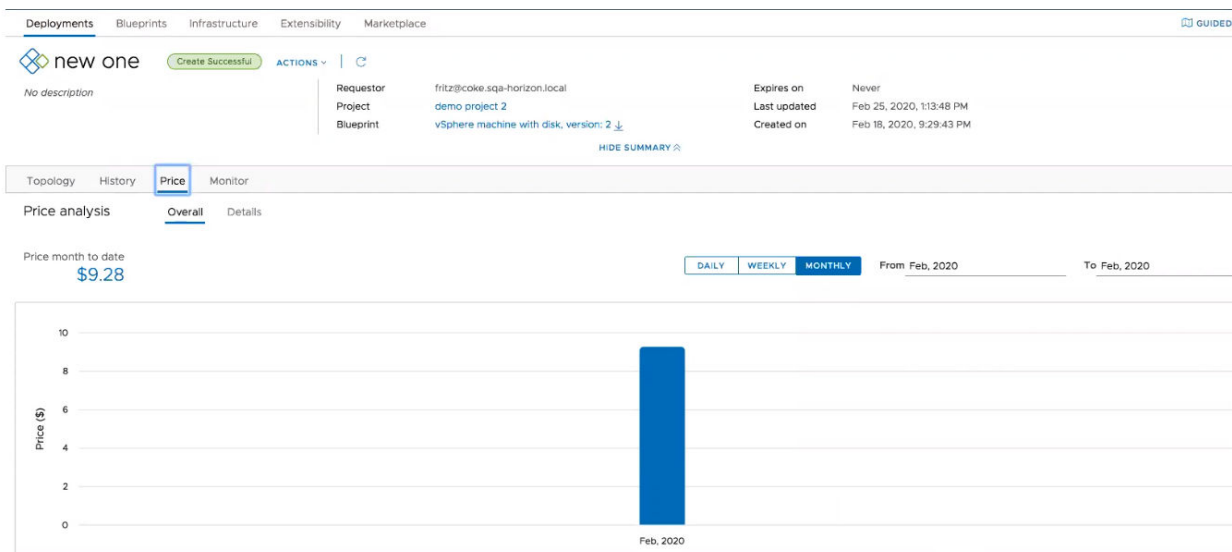 Deployments Blueprints Infrastructure Extensibility Marketplace GUIDED
new one Create Successful ACTIONS
No description
Requestor fritz@coke.sqa-horizon.local Expires on Never
Project demo project 2 Last updated Feb 25, 2020, 1:13:48 PM
Blueprint vSphere machine with disk, version: 2 Created on Feb 18, 2020, 9:29:43 PM
HIDE SUMMARY
Topology History Price Monitor
Price analysis Overall Details
Price month to date
$9.28
DAILY WEEKLY MONTHLY From Feb, 2020 To Feb, 2020
10
8
6
4
2
0
Price ($)
Feb, 2020